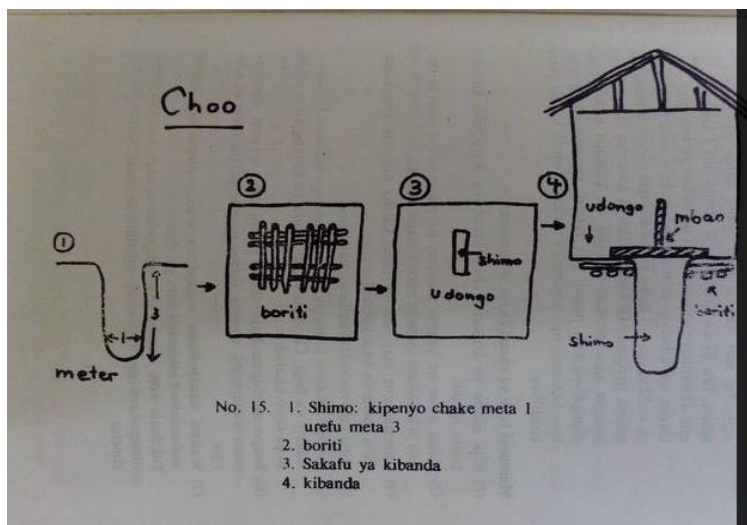 Choo
①
3
1
meter
②
boriti
③
shimo
udongo
④
udongo
mbao
boriti
shimo
No. 15. 1. Shimo: kipenyo chake meta 1
urefu meta 3
2. boriti
3. Sakafu ya kibanda
4. kibanda